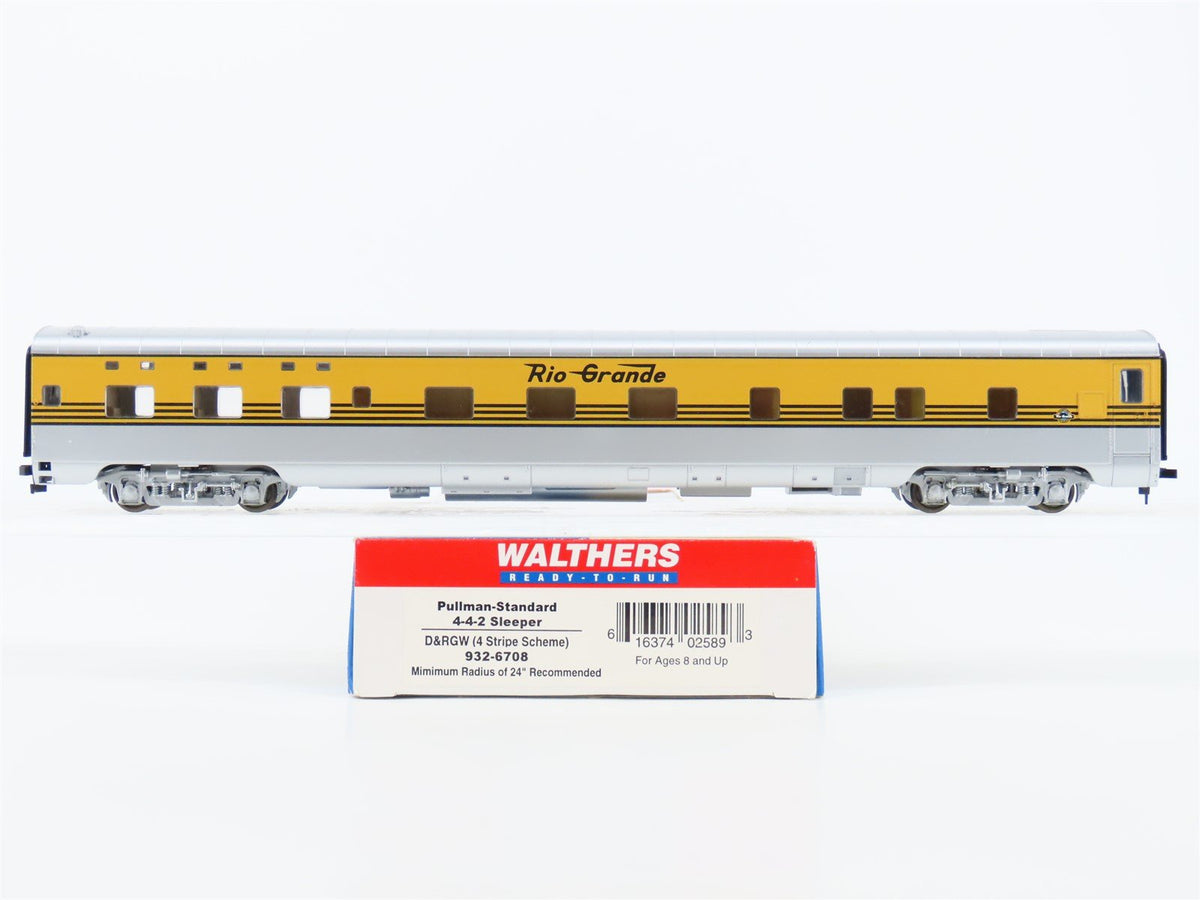 Rio Grande
WALTHERS
READY-TO-RUN
Pullman-Standard
4-4-2 Sleeper
D&RGW (4 Stripe Scheme)
932-6708
Mimimum Radius of 24" Recommended
6 16374 02589 3
For Ages 8 and Up